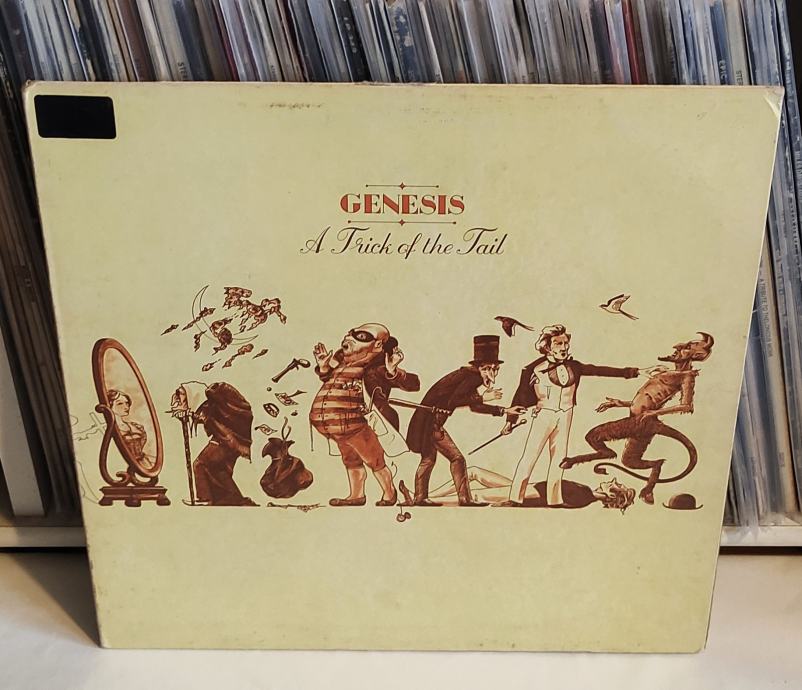 GENESIS
A Trick of the Tail